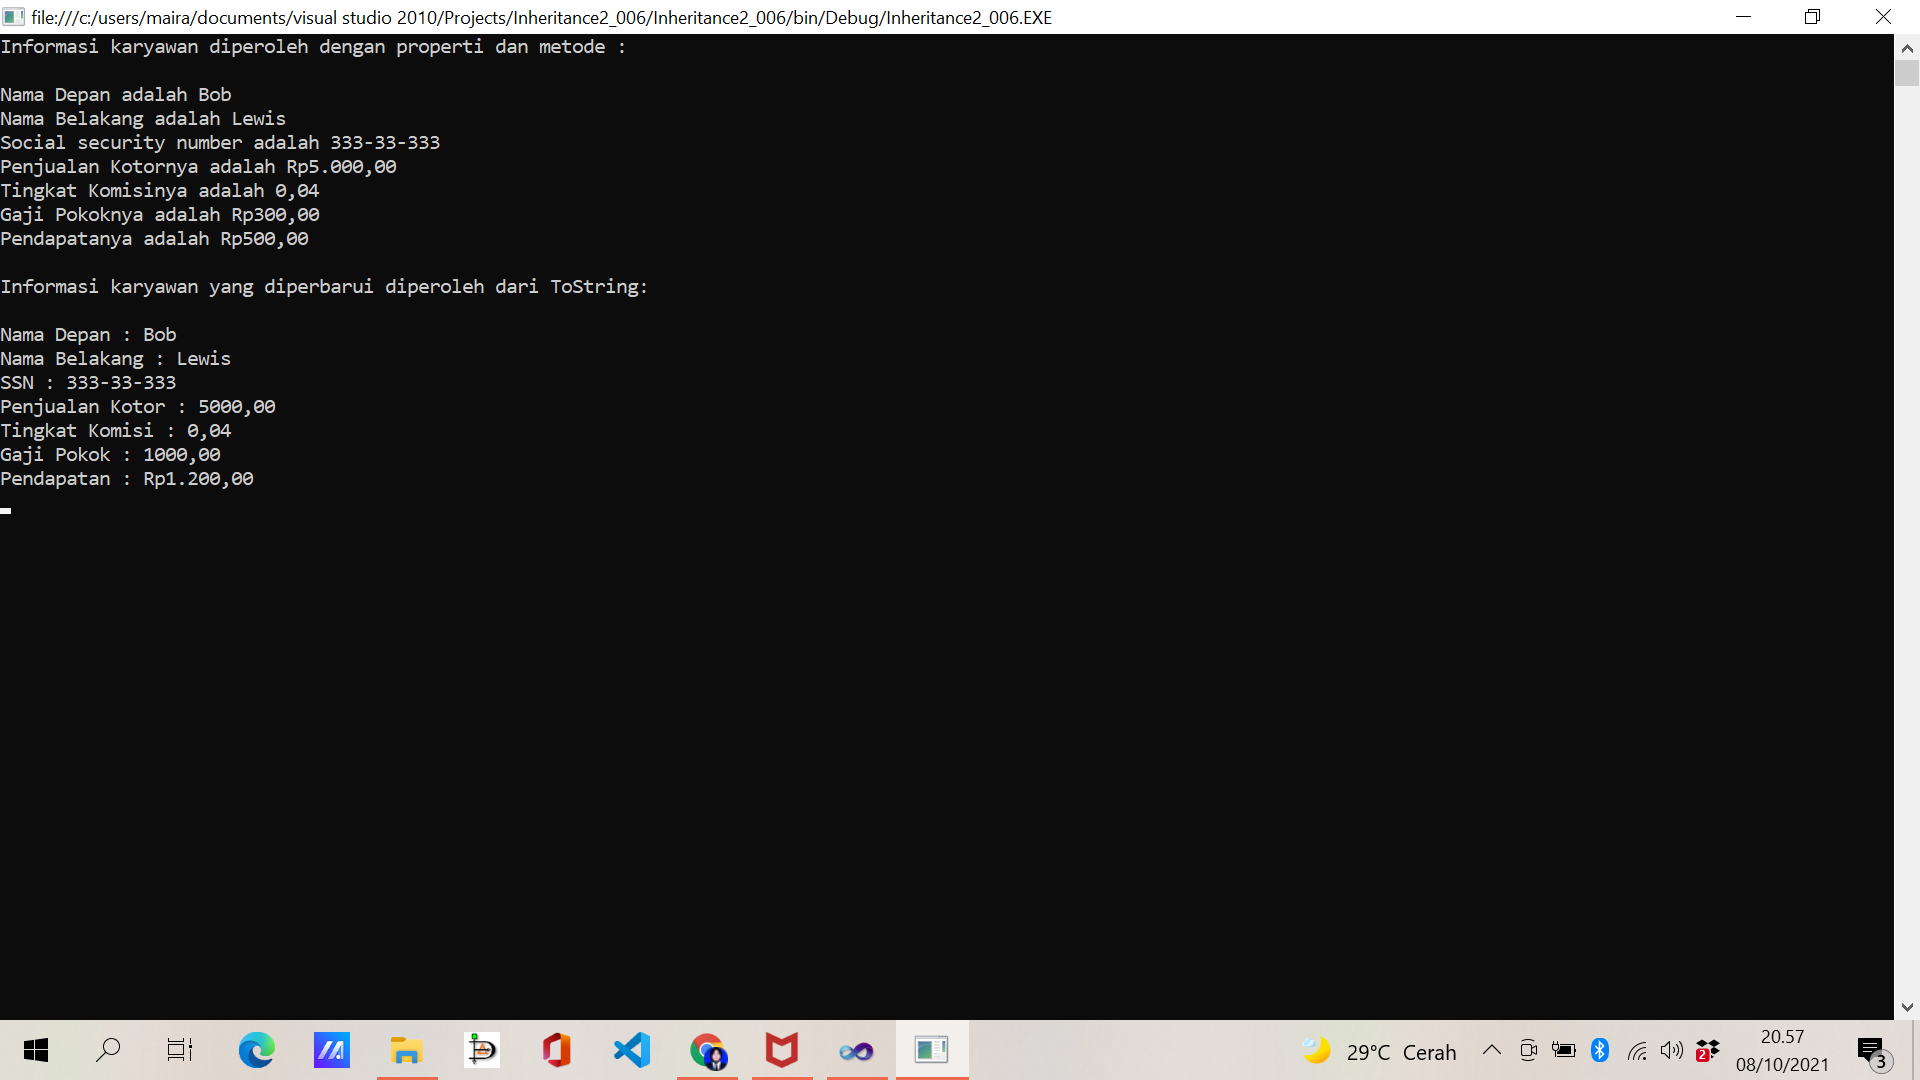 file:///c:/users/maira/documents/visual studio 2010/Projects/Inheritance2_006/Inheritance2_006/bin/Debug/Inheritance2_006.EXE
Informasi karyawan diperoleh dengan properti dan metode :
Nama Depan adalah Bob
Nama Belakang adalah Lewis
Social security number adalah 333-33-333
Penjualan Kotornya adalah Rp5.000,00
Tingkat Komisinya adalah 0,04
Gaji Pokoknya adalah Rp300,00
Pendapatanya adalah Rp500,00
Informasi karyawan yang diperbarui diperoleh dari ToString:
Nama Depan : Bob
Nama Belakang : Lewis
SSN : 333-33-333
Penjualan Kotor : 5000,00
Tingkat Komisi : 0,04
Gaji Pokok : 1000,00
Pendapatan : Rp1.200,00
29°C Cerah
2
20.57
08/10/2021
3